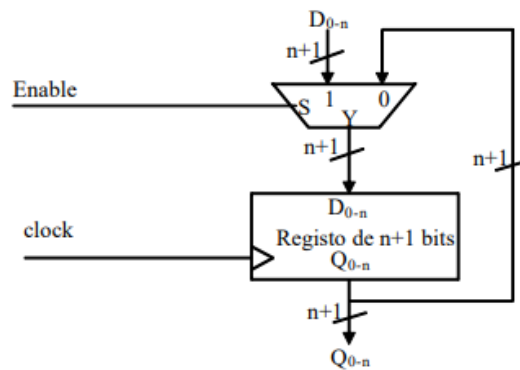 D0-n
n+1
Enable
1 0
S
Y
n+1
n+1
D0-n
clock
Registo de n+1 bits
Q0-n
n+1
Q0-n